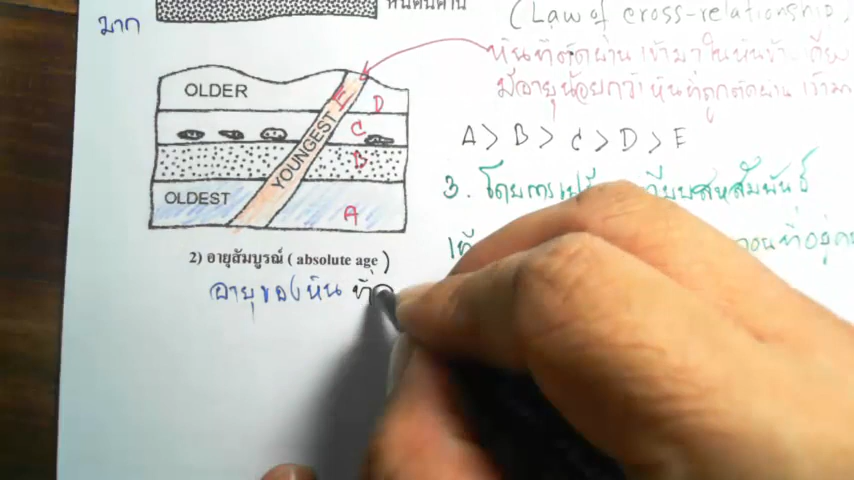 หินดินดาน
มาก
(Law of cross-relationship)
หินที่ตัดผ่านเข้ามาในหินข้างเคียง
มีอายุน้อยกว่าหินที่ถูกตัดผ่านเข้ามา
OLDER
E
D
C
YOUNGEST
B
OLDEST
A
A > B > C > D > E
3. โดยการเปรียบเทียบสหสัมพันธ์
2) อายุสัมบูรณ์ ( absolute age )
อายุของหิน